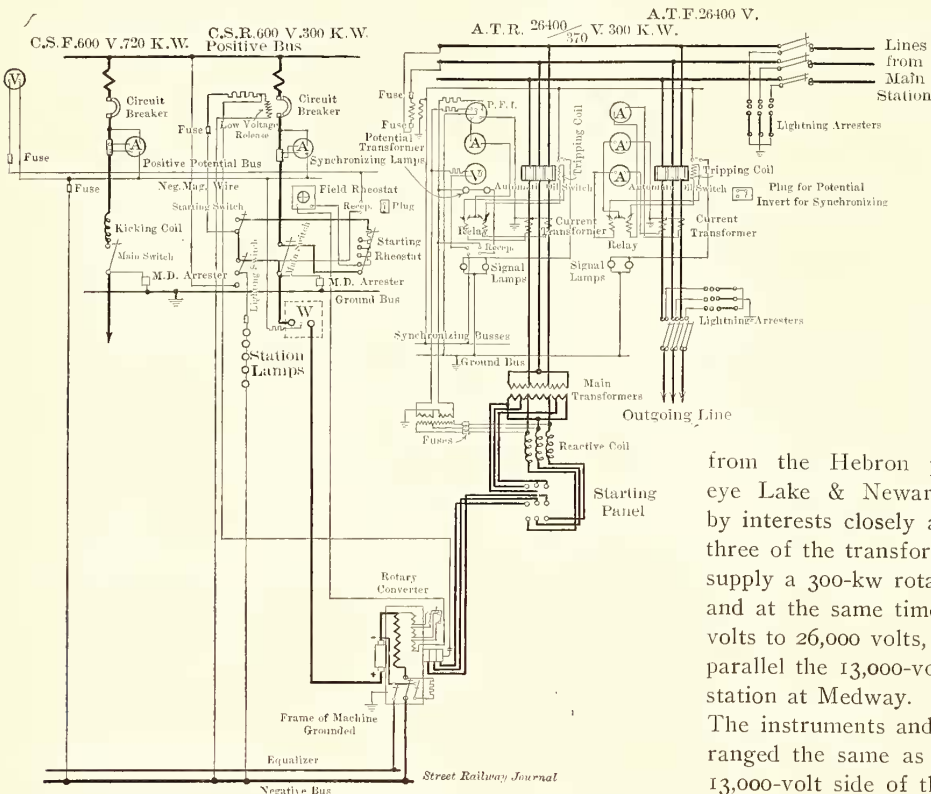 C.S.F.600 V.720 K.W.
C.S.R.600 V.300 K.W.
Positive Bus
A.T.R. 26400/370 V. 300 K.W.
A.T.F.26400 V.
Lines
from
Main
Station
V
Circuit
Breaker
Fuse
Low Voltage
Release
Circuit
Breaker
Fuse
Fuse
Potential
Transformer
P.F.I.
A
Tripping Coil
A
Lightning Arresters
Fuse
A
Positive Potential Bus
A
Synchronizing Lamps
V
Automatic Oil Switch
A
A
Automatic Oil Switch
Tripping Coil
Plug for Potential
Invert for Synchronizing
Fuse
Neg.Mag. Wire
Field Rheostat
Starting Switch
Recep.
Plug
Relay
Current
Transformer
Relay
Current
Transformer
Kicking Coil
Main Switch
Main Switch
Starting
Rheostat
Recep.
Signal
Lamps
Signal
Lamps
M.D. Arrester
Lighting Switch
M.D. Arrester
Ground Bus
W
Lightning Arresters
Station
Lamps
Synchronizing Busses
Ground Bus
Main
Transformers
Outgoing Line
Fuses
Reactive Coil
Starting
Panel
Rotary
Converter
-
+
Frame of Machine
Grounded
Equalizer
Street Railway Journal
Negative Bus
from the Hebron
eye Lake & Newar
by interests closely a
three of the transfor
supply a 300-kw rota
and at the same tim
volts to 26,000 volts,
parallel the 13,000-vo
station at Medway.
The instruments and
ranged the same as
13,000-volt side of th